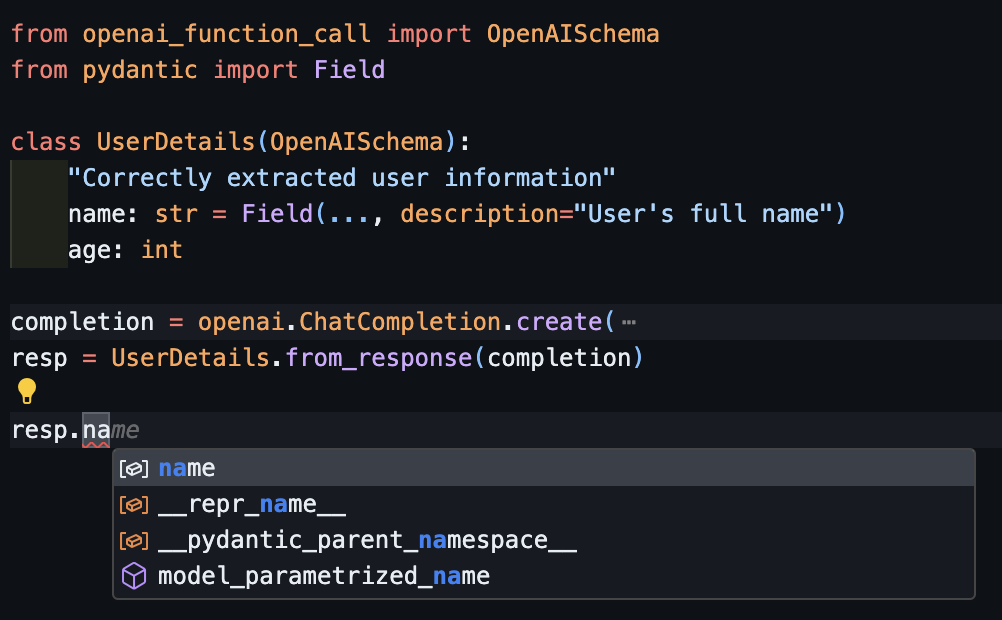 from openai_function_call import OpenAISchema
from pydantic import Field
class UserDetails(OpenAISchema):
"Correctly extracted user information"
name: str = Field(..., description="User's full name")
age: int
completion = openai.ChatCompletion.create(⋯
resp = UserDetails.from_response(completion)
resp.name
name
__repr_name__
__pydantic_parent_namespace__
model_parametrized_name